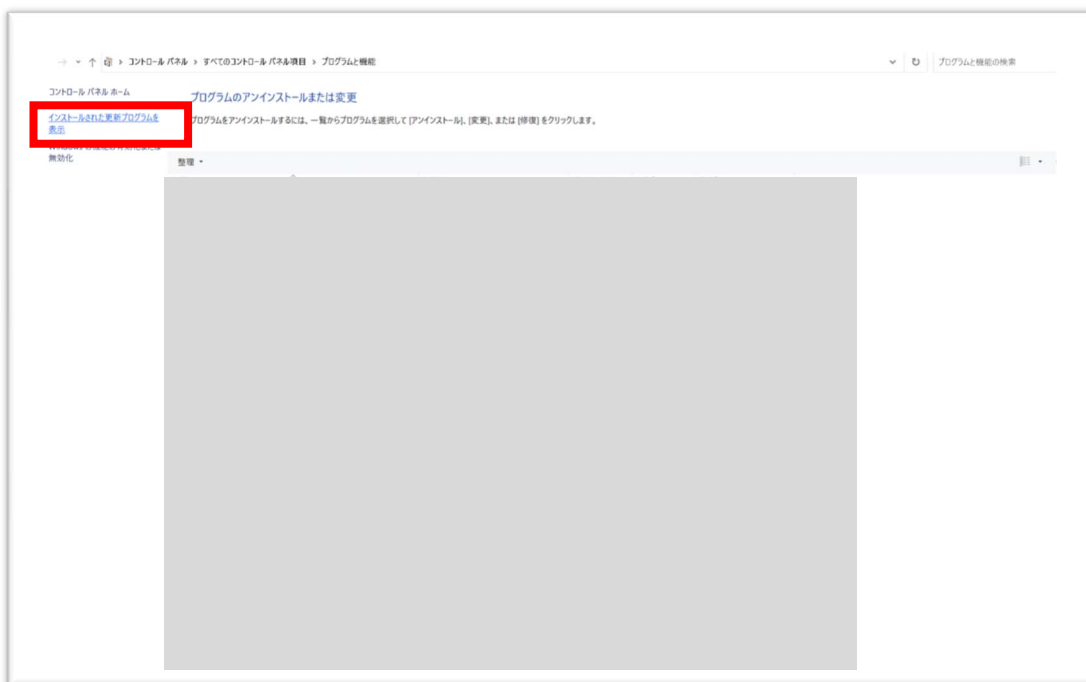 コントロール パネル › すべてのコントロール パネル項目 › プログラムと機能
プログラムと機能の検索
コントロール パネル ホーム
インストールされた更新プログラムを
表示
無効化
プログラムのアンインストールまたは変更
プログラムをアンインストールするには、一覧からプログラムを選択して [アンインストール]、[変更]、または [修復] をクリックします。
整理